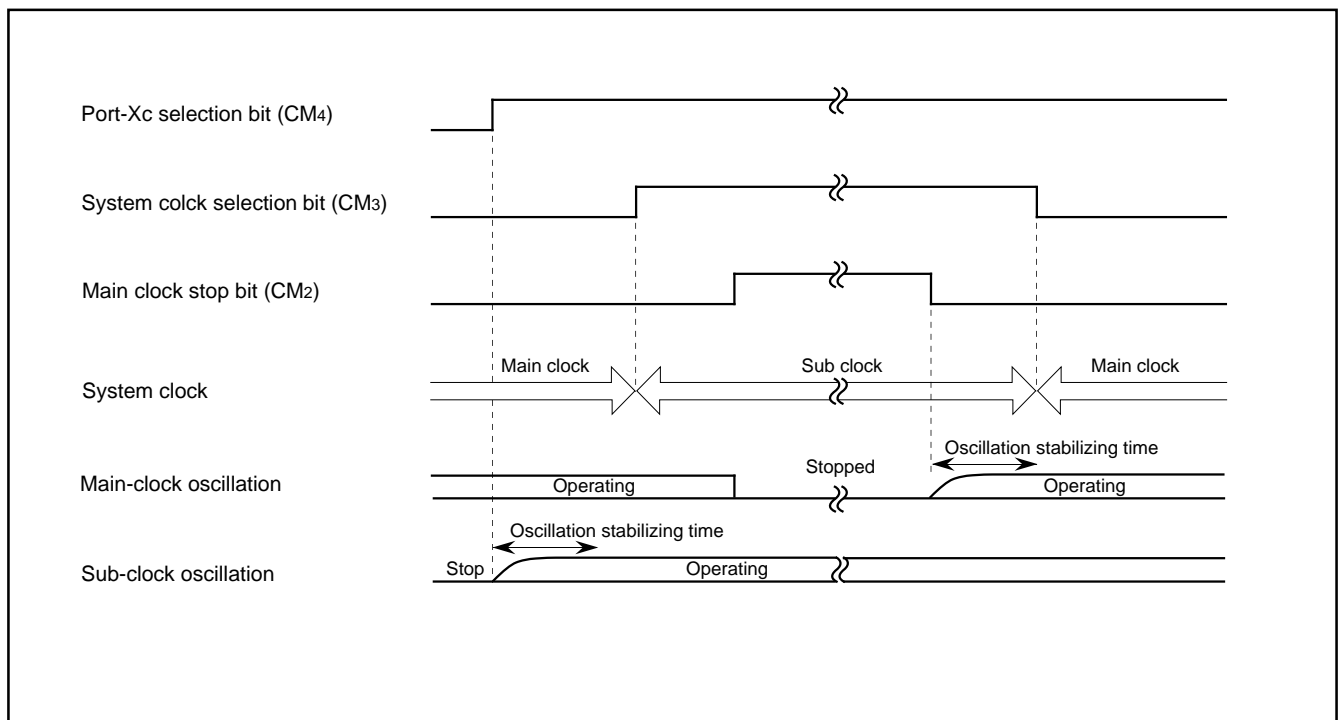 Port-Xc selection bit (CM4)
System colck selection bit (CM3)
Main clock stop bit (CM2)
Main clock
Sub clock
Main clock
System clock
Oscillation stabilizing time
Stopped
Main-clock oscillation
Operating
Operating
Oscillation stabilizing time
Sub-clock oscillation
Stop
Operating